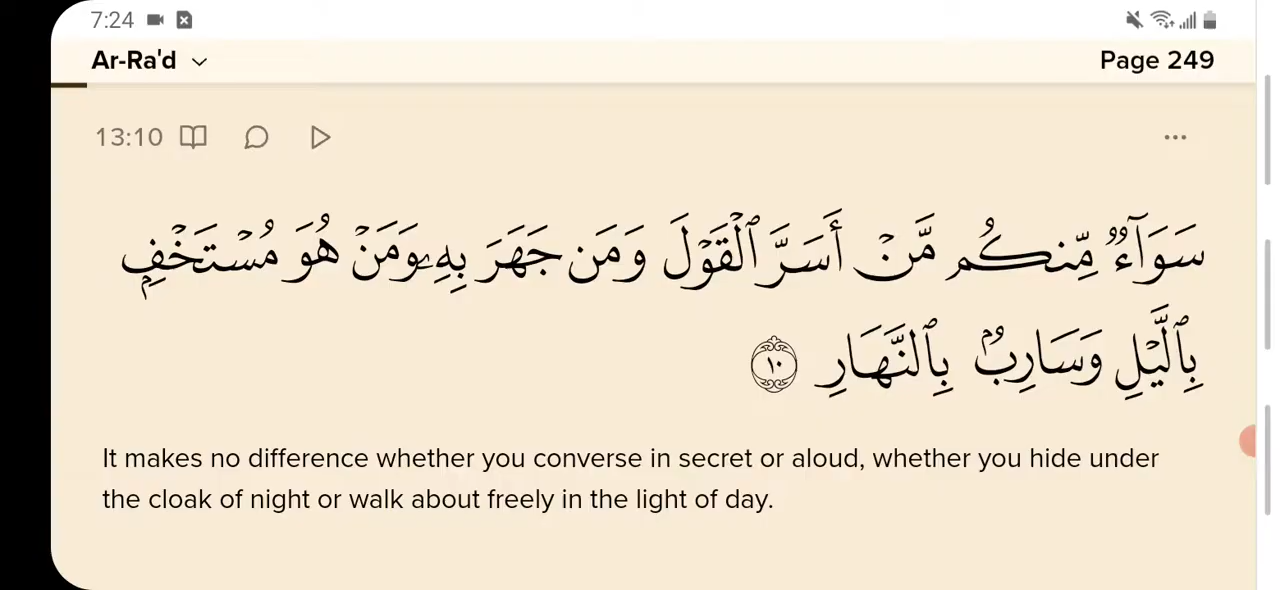 7:24
Ar-Ra'd
Page 249
13:10
سَوَآءٌ مِّنكُم مَّنْ أَسَرَّ ٱلْقَوْلَ وَمَن جَهَرَ بِهِۦ وَمَنْ هُوَ مُسْتَخْفٍۭ
بِٱلَّيْلِ وَسَارِبٌۢ بِٱلنَّهَارِ ١٠
It makes no difference whether you converse in secret or aloud, whether you hide under
the cloak of night or walk about freely in the light of day.